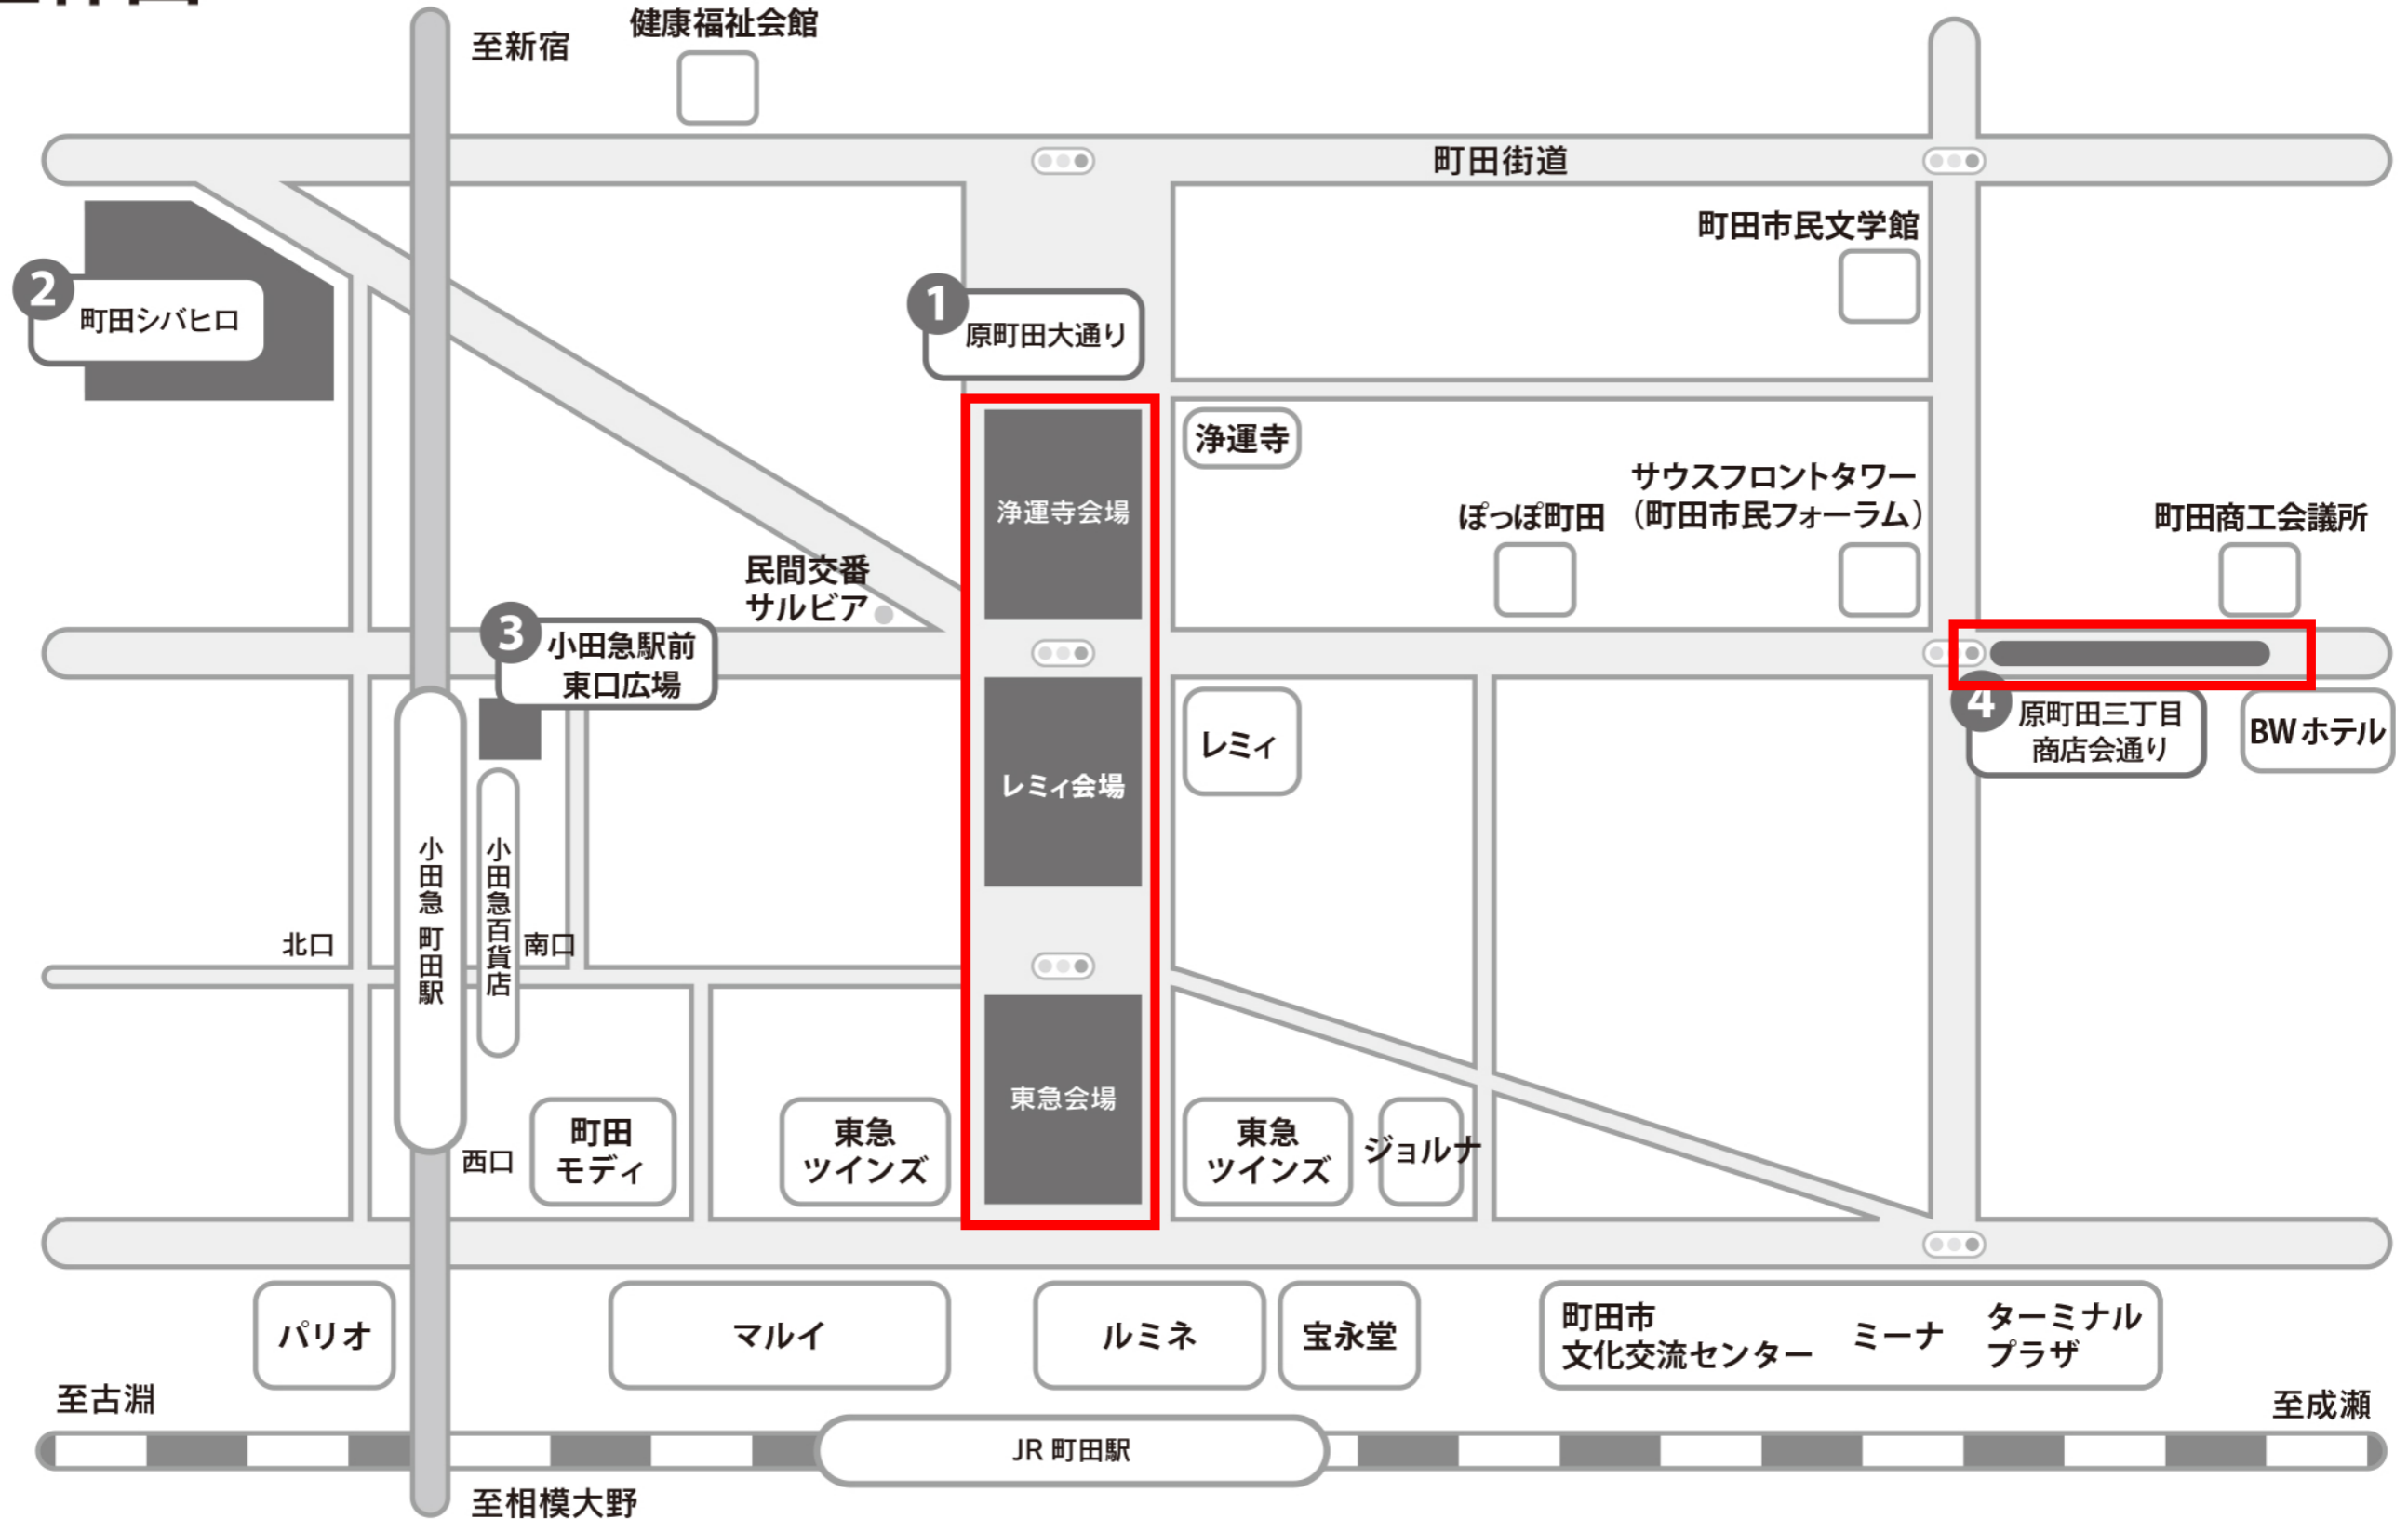 至新宿
健康福祉会館
町田街道
町田市民文学館
2
町田シバヒロ
1
原町田大通り
浄運寺
浄運寺会場
サウスフロントタワー
（町田市民フォーラム）
ぽっぽ町田
町田商工会議所
民間交番
サルビア
3
小田急駅前
東口広場
4
原町田三丁目
商店会通り
BWホテル
レミィ
レミィ会場
小田急 町田駅
小田急百貨店
北口
南口
東急会場
西口
町田
モディ
東急
ツインズ
東急
ツインズ
ジョルナ
パリオ
マルイ
ルミネ
宝永堂
町田市
文化交流センター
ミーナ
ターミナル
プラザ
至古淵
至成瀬
JR 町田駅
至相模大野